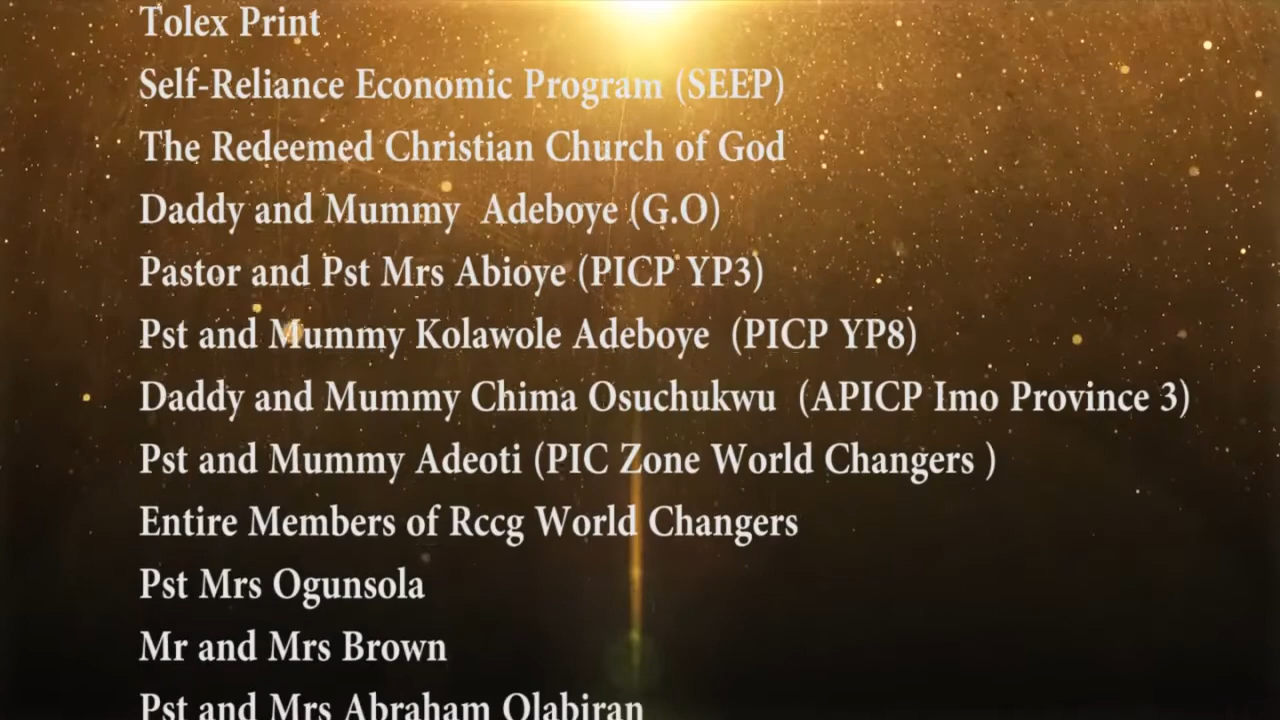 Tolex Print
Self-Reliance Economic Program (SEEP)
The Redeemed Christian Church of God
Daddy and Mummy  Adeboye (G.O)
Pastor and Pst Mrs Abioye (PICP YP3)
Pst and Mummy Kolawole Adeboye  (PICP YP8)
Daddy and Mummy Chima Osuchukwu  (APICP Imo Province 3)
Pst and Mummy Adeoti (PIC Zone World Changers )
Entire Members of Rccg World Changers
Pst Mrs Ogunsola
Mr and Mrs Brown
Pst and Mrs Abraham Olabiran